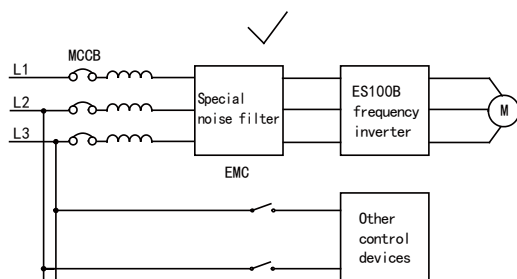 MCCB
L1
L2
L3
Special
noise filter
EMC
ES100B
frequency
inverter
M
Other
control
devices